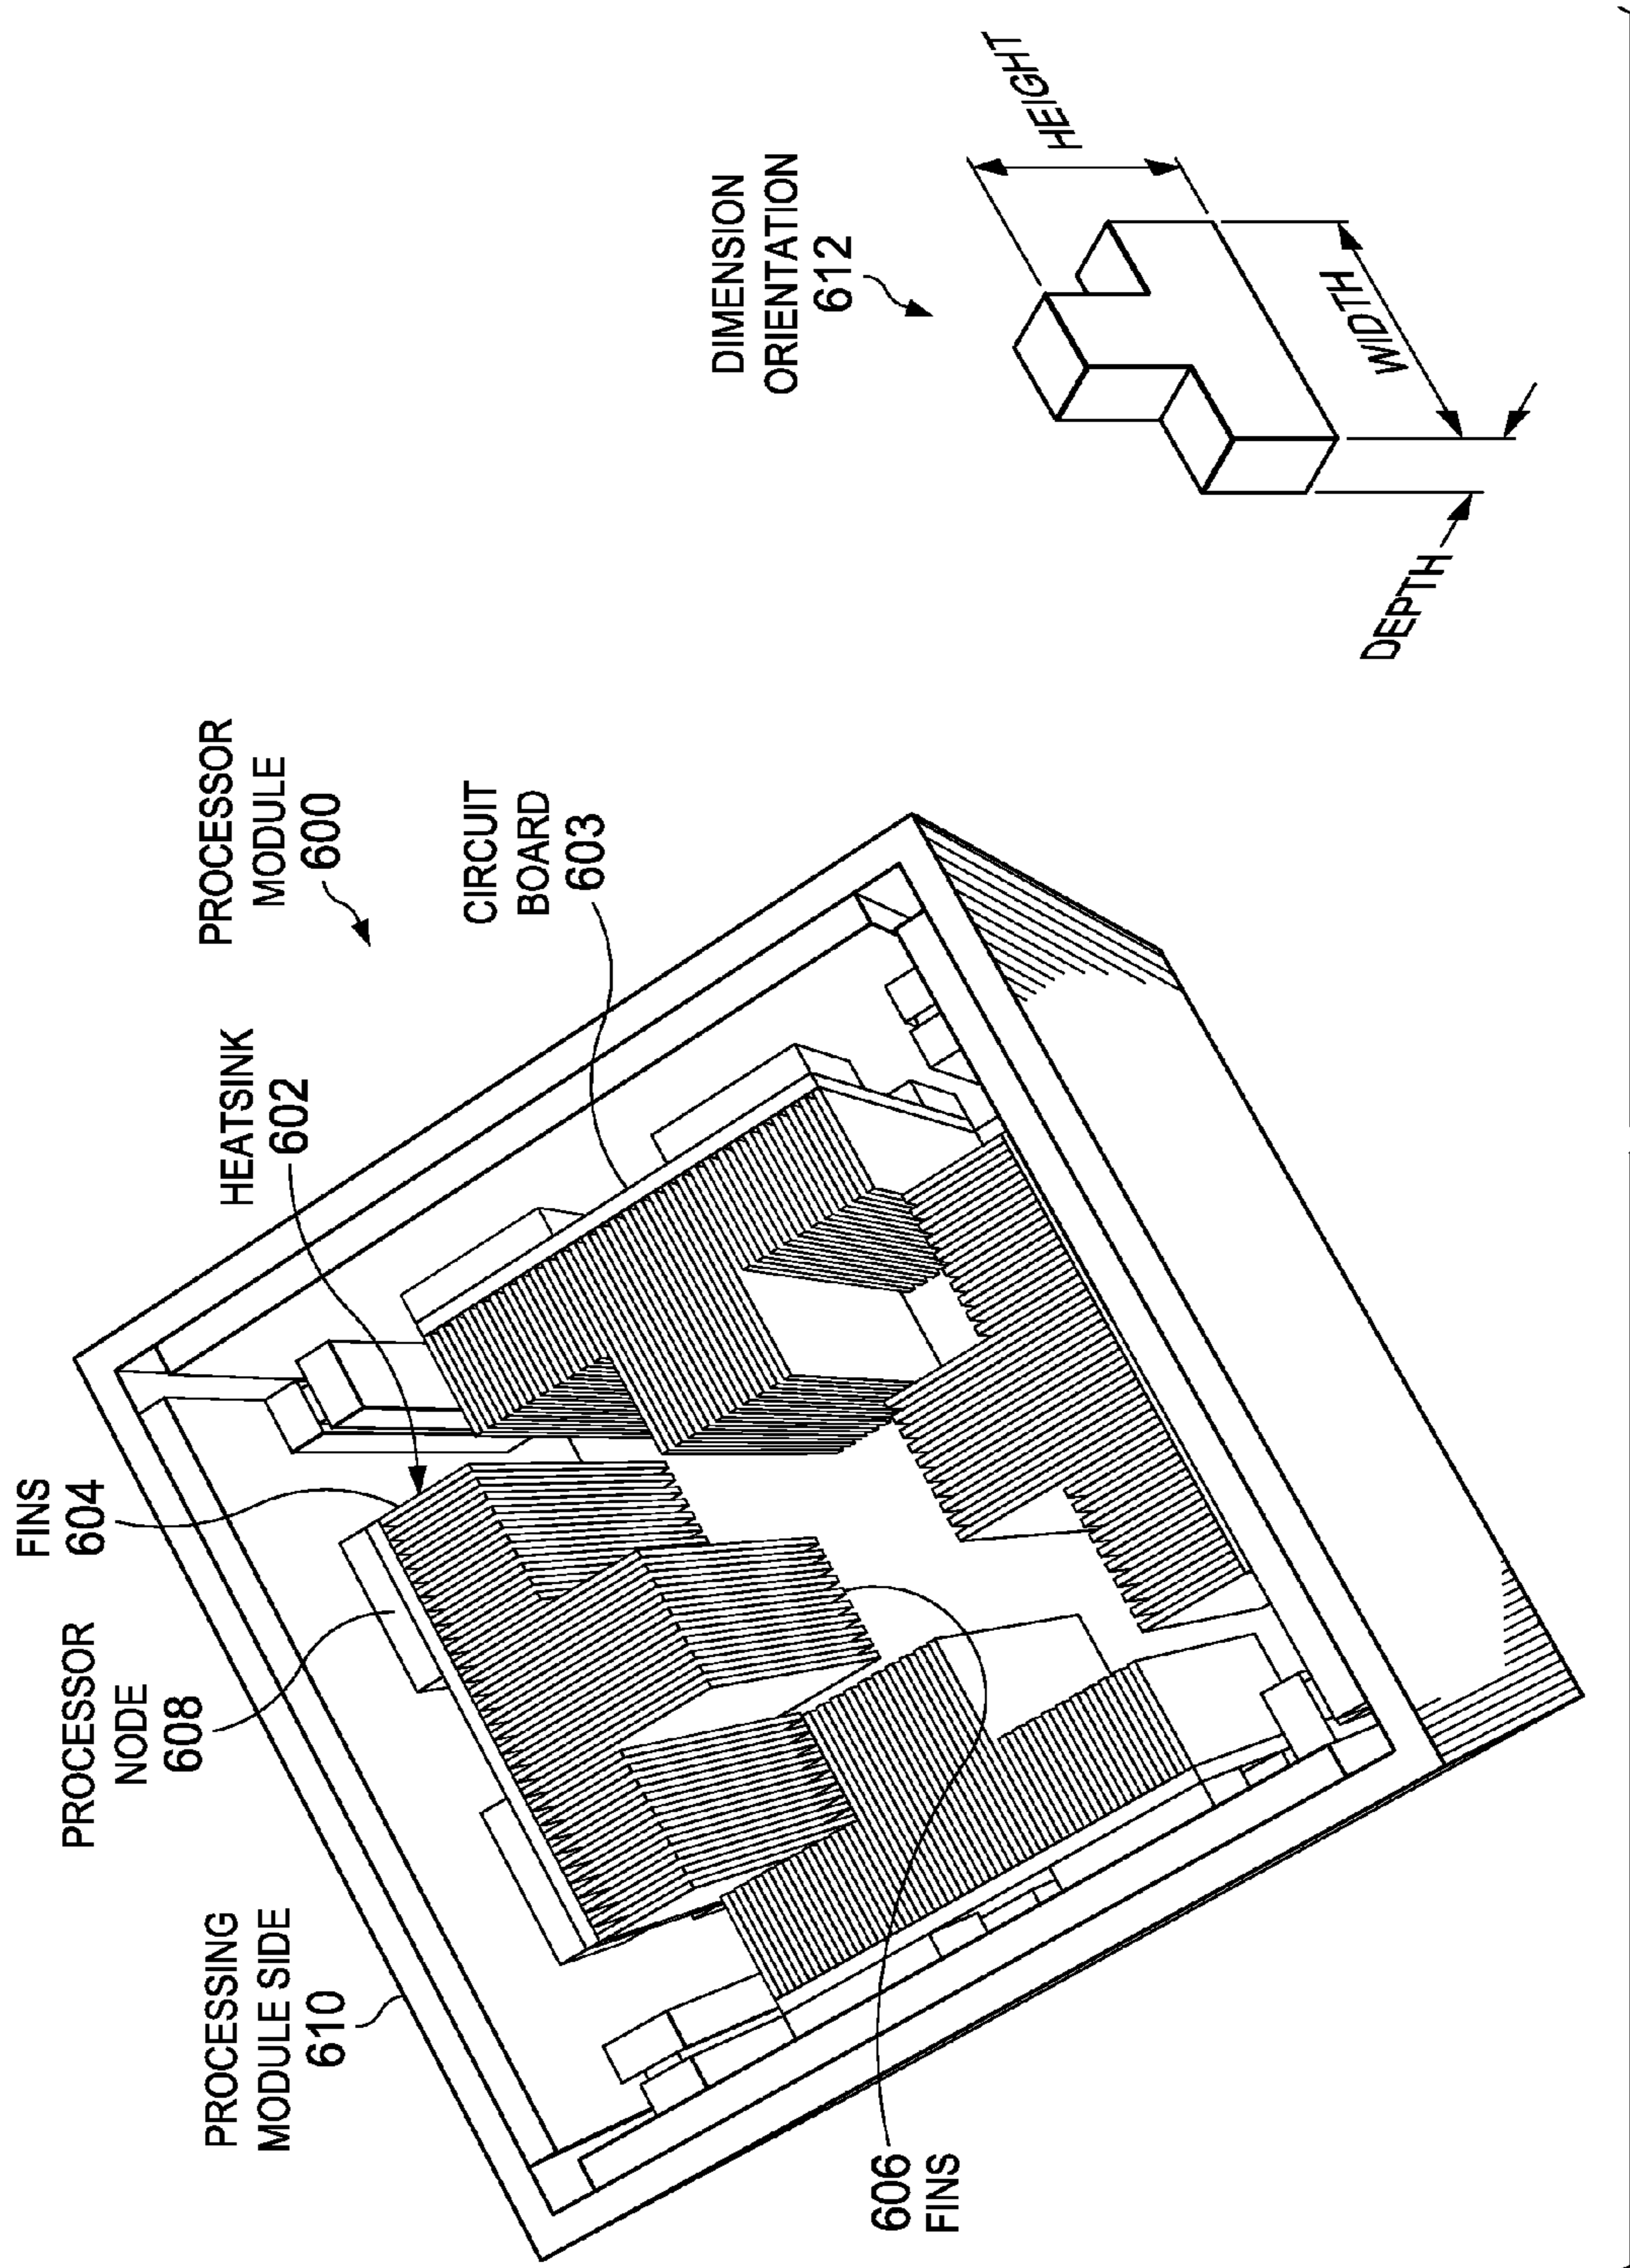 PROCESSING
MODULE SIDE
610
PROCESSOR
NODE
608
FINS
604
HEATSINK
602
PROCESSOR
MODULE
600
CIRCUIT
BOARD
603
606
FINS
DIMENSION
ORIENTATION
612
HEIGHT
WIDTH
DEPTH